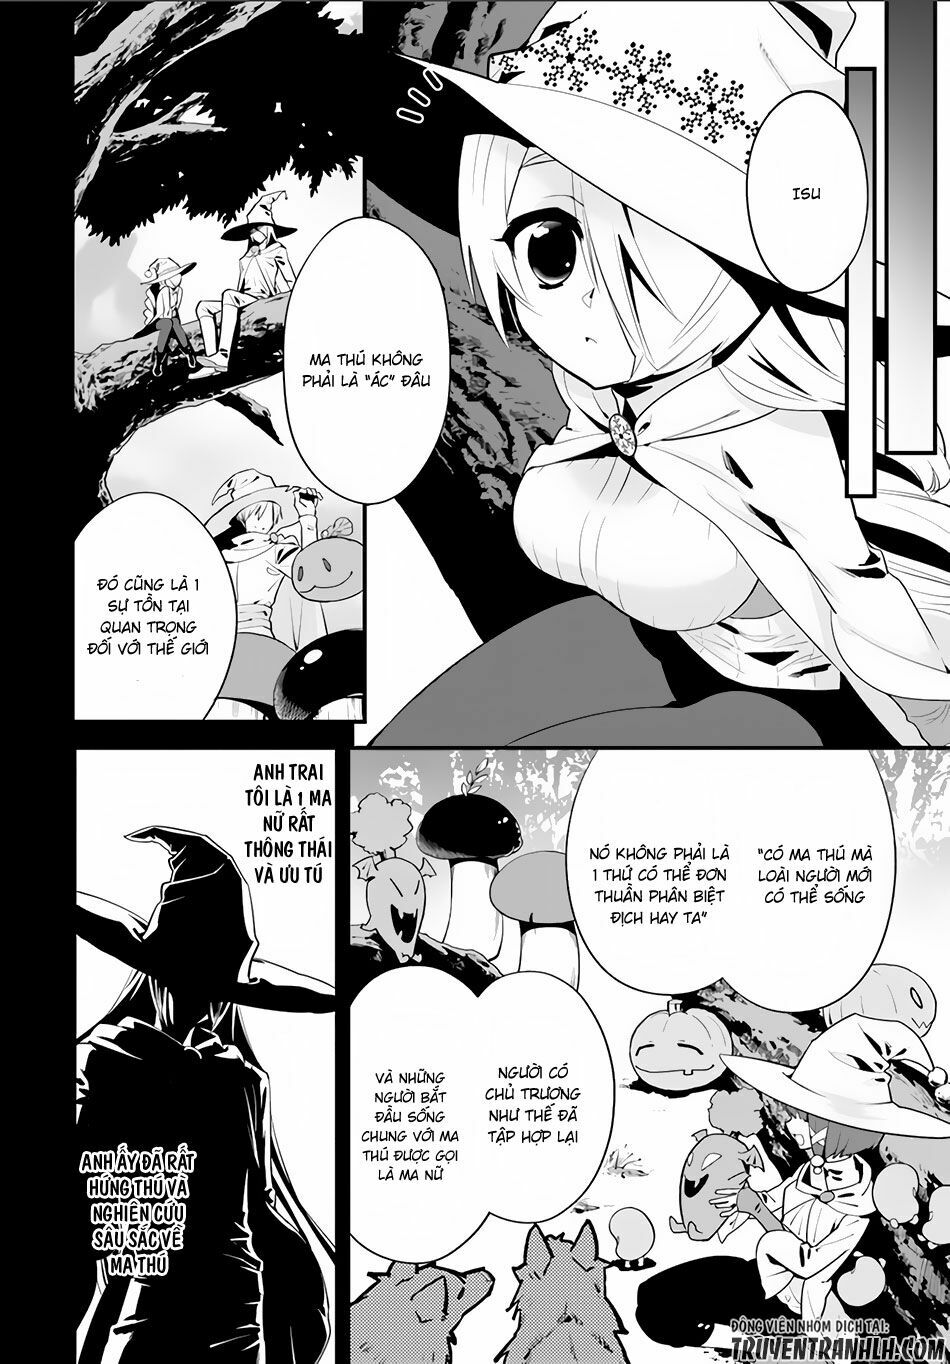 ISU
MA THÚ KHÔNG
PHẢI LÀ "ÁC" ĐÂU
ĐÓ CŨNG LÀ 1
SỰ TỒN TẠI
QUAN TRỌNG
ĐỐI VỚI THẾ GIỚI
"CÓ MA THÚ MÀ
LOÀI NGƯỜI MỚI
CÓ THỂ SỐNG
NÓ KHÔNG PHẢI LÀ
1 THỨ CÓ THỂ ĐƠN
THUẦN PHÂN BIỆT
ĐỊCH HAY TA"
NGƯỜI CÓ
CHỦ TRƯƠNG
NHƯ THẾ ĐÃ
TẬP HỢP LẠI
VÀ NHỮNG
NGƯỜI BẮT
ĐẦU SỐNG
CHUNG VỚI MA
THÚ ĐƯỢC GỌI
LÀ MA NỮ
ANH TRAI
TÔI LÀ 1 MA
NỮ RẤT
THÔNG THÁI
VÀ ƯU TÚ
ANH ẤY ĐÃ RẤT
HỨNG THÚ VÀ
NGHIÊN CỨU
SÂU SẮC VỀ
MA THÚ
ĐỘNG VIÊN NHÓM DỊCH TẠI:
TRUYENTRANHLH.COM